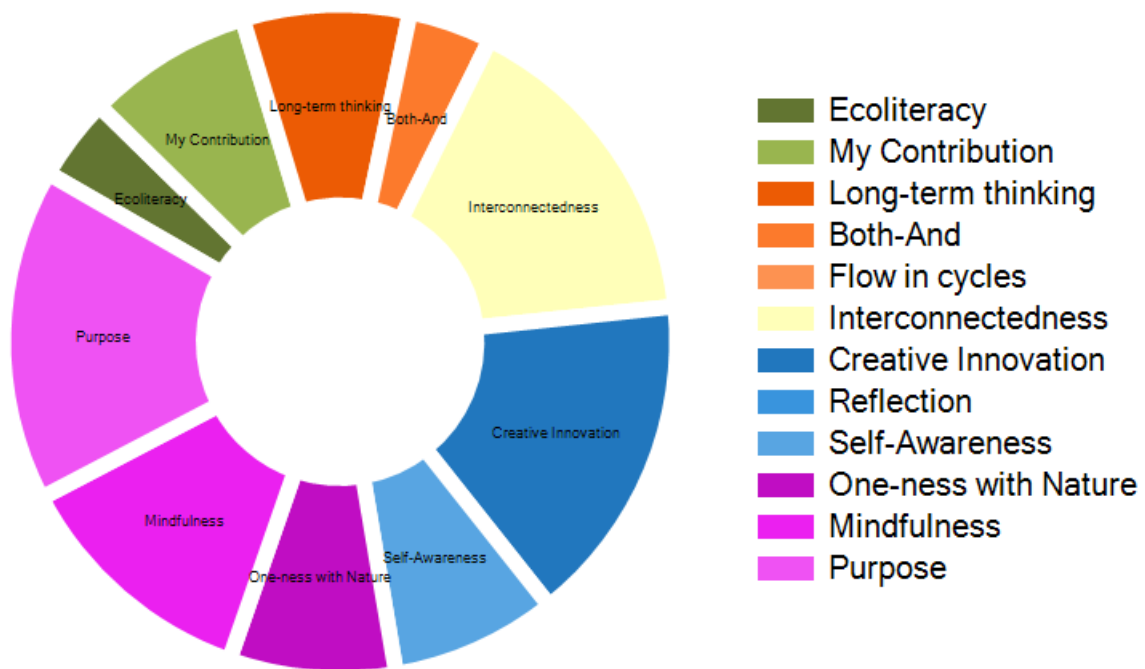 Long-term thinking
Both-And
My Contribution
Ecoliteracy
Interconnectedness
Purpose
Creative Innovation
Mindfulness
Self-Awareness
One-ness with Nature
Ecoliteracy
My Contribution
Long-term thinking
Both-And
Flow in cycles
Interconnectedness
Creative Innovation
Reflection
Self-Awareness
One-ness with Nature
Mindfulness
Purpose